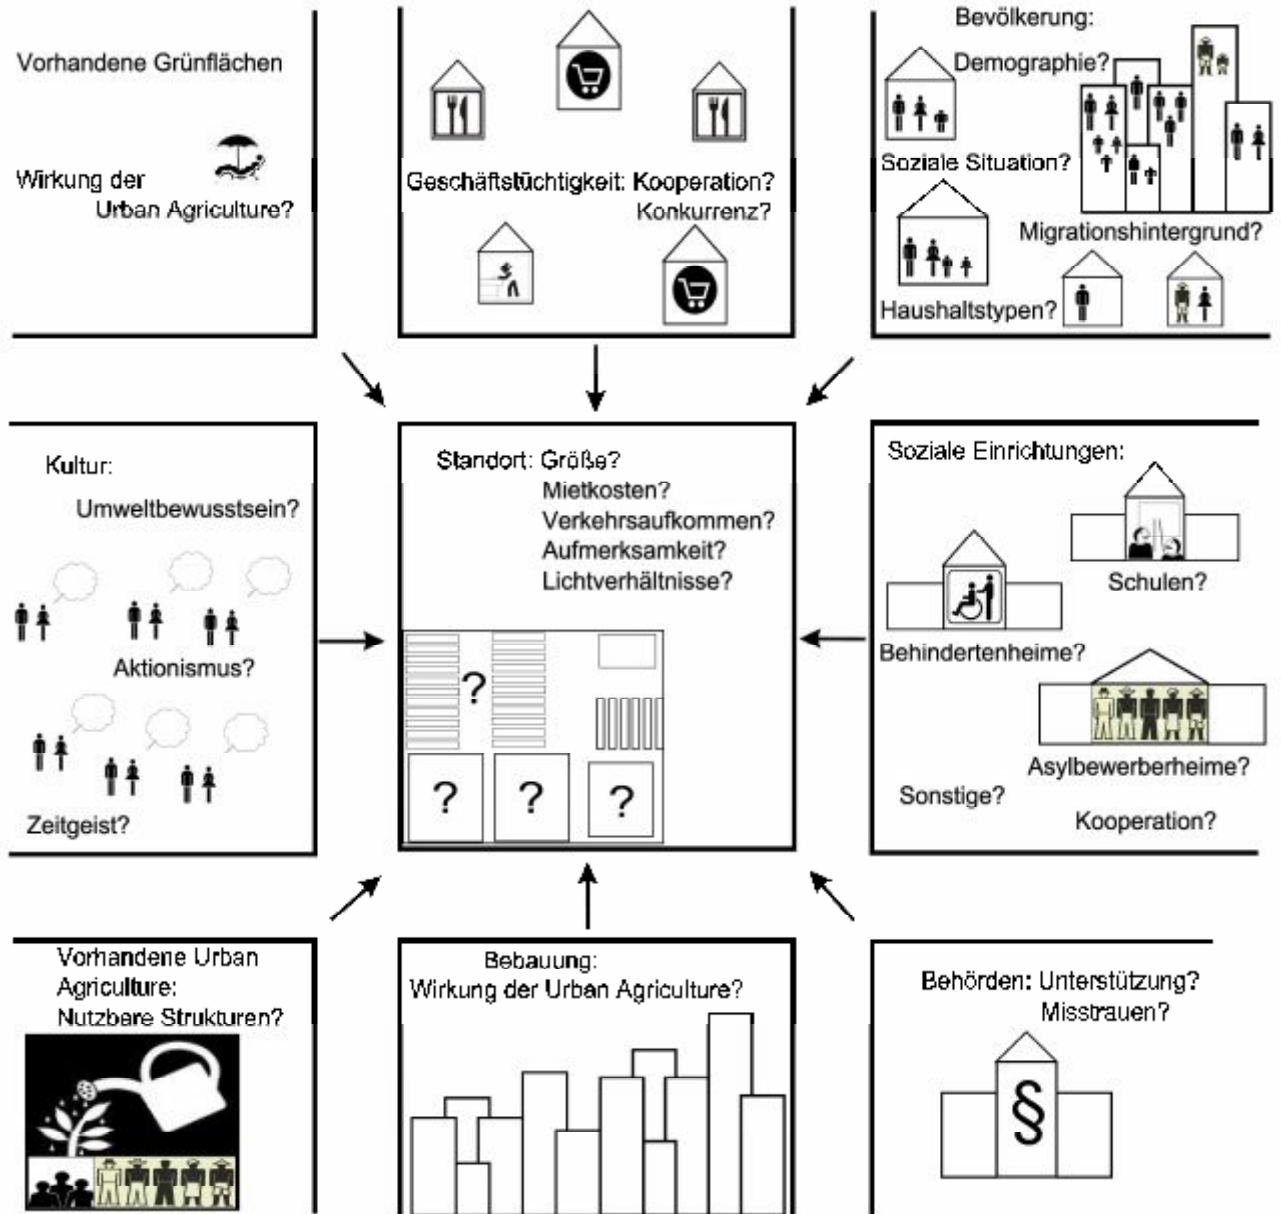 Vorhandene Grünflächen
Wirkung der
Urban Agriculture?
Geschäftstüchtigkeit: Kooperation?
Konkurrenz?
Bevölkerung:
Demographie?
Soziale Situation?
Migrationshintergrund?
Haushaltstypen?
Kultur:
Umweltbewusstsein?
Aktionismus?
Zeitgeist?
Standort: Größe?
Mietkosten?
Verkehrsaufkommen?
Aufmerksamkeit?
Lichtverhältnisse?
?
? ? ?
Soziale Einrichtungen:
Schulen?
Behindertenheime?
Asylbewerberheime?
Sonstige?
Kooperation?
Vorhandene Urban
Agriculture:
Nutzbare Strukturen?
Bebauung:
Wirkung der Urban Agriculture?
Behörden: Unterstützung?
Misstrauen?
§